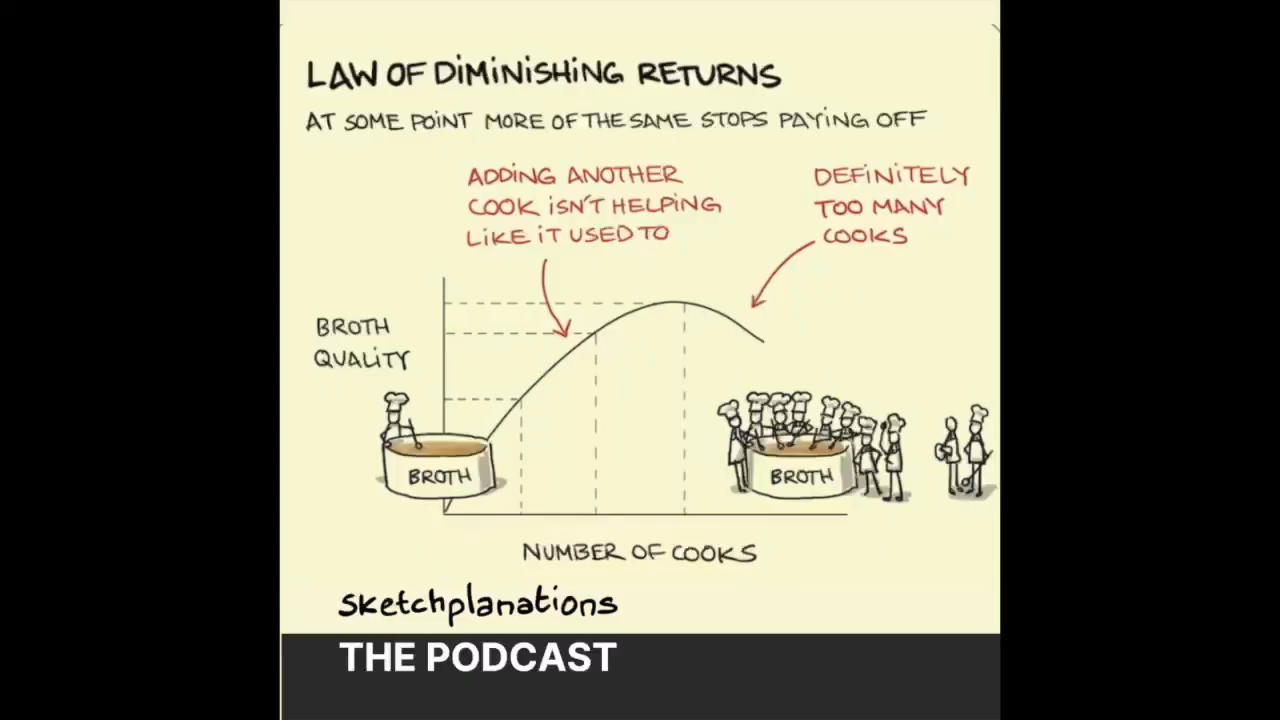 LAW OF DIMINISHING RETURNS
AT SOME POINT MORE OF THE SAME STOPS PAYING OFF
ADDING ANOTHER
COOK ISN'T HELPING
LIKE IT USED TO
DEFINITELY
TOO MANY
COOKS
BROTH
QUALITY
BROTH
BROTH
NUMBER OF COOKS
sketchplanations
THE PODCAST